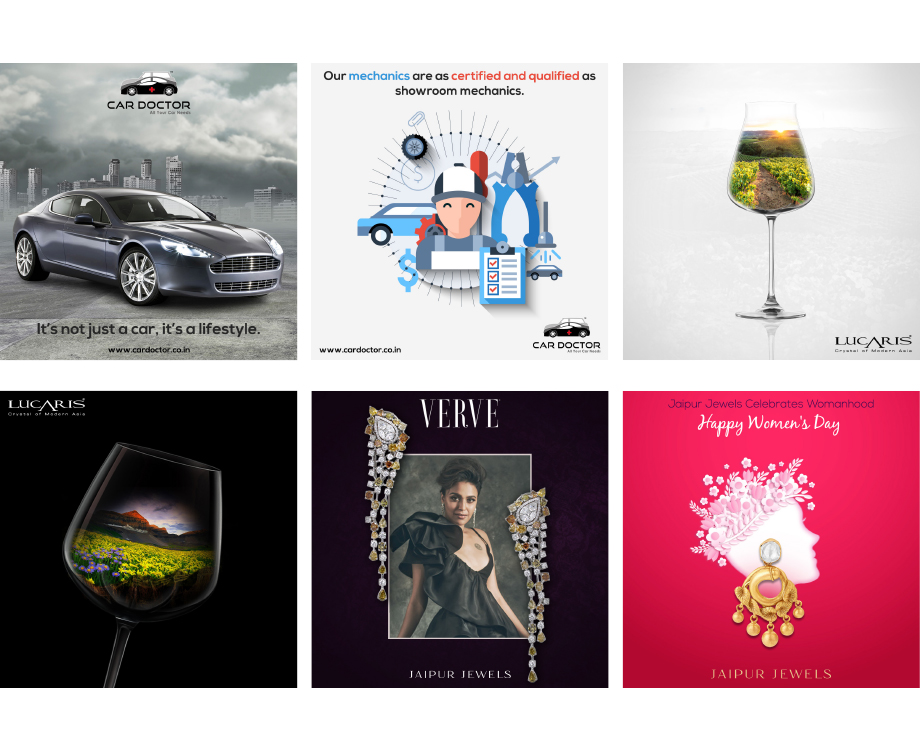 CAR DOCTOR
All Your Car Needs
It's not just a car, it's a lifestyle.
www.cardoctor.co.in
Our mechanics are as certified and qualified as
showroom mechanics.
www.cardoctor.co.in
CAR DOCTOR
All Your Car Needs
LUCARIS
Crystal of Modern Asia
LUCARIS
Crystal of Modern Asia
VERVE
JAIPUR JEWELS
Jaipur Jewels Celebrates Womanhood
Happy Women's Day
JAIPUR JEWELS